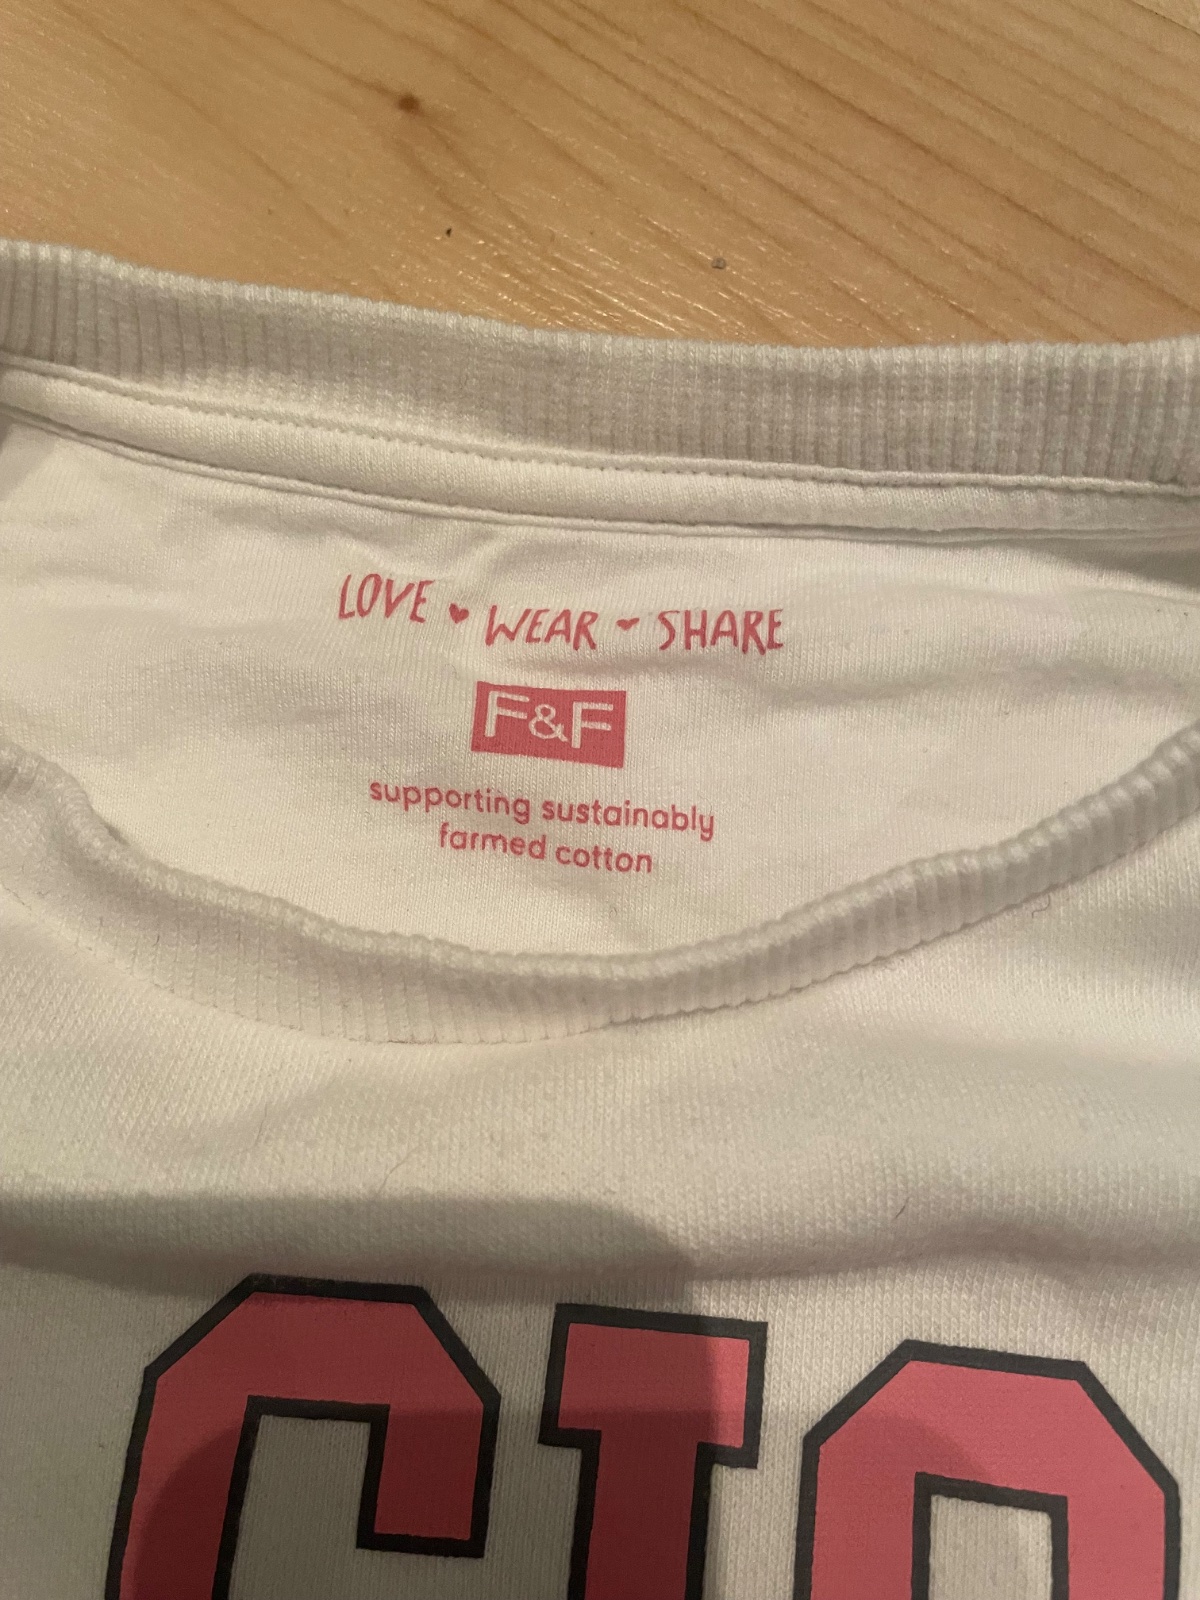 LOVE ♥ WEAR ♥ SHARE
F&F
supporting sustainably
farmed cotton